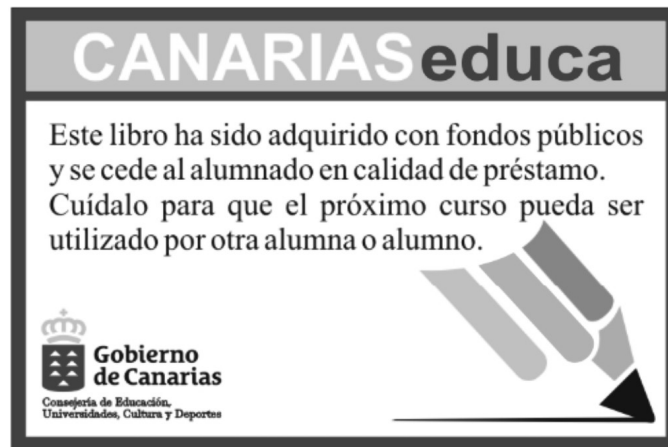 CANARIAS educa
Este libro ha sido adquirido con fondos públicos
y se cede al alumnado en calidad de préstamo.
Cuídalo para que el próximo curso pueda ser
utilizado por otra alumna o alumno.
Gobierno
de Canarias
Consejería de Educación,
Universidades, Cultura y Deportes